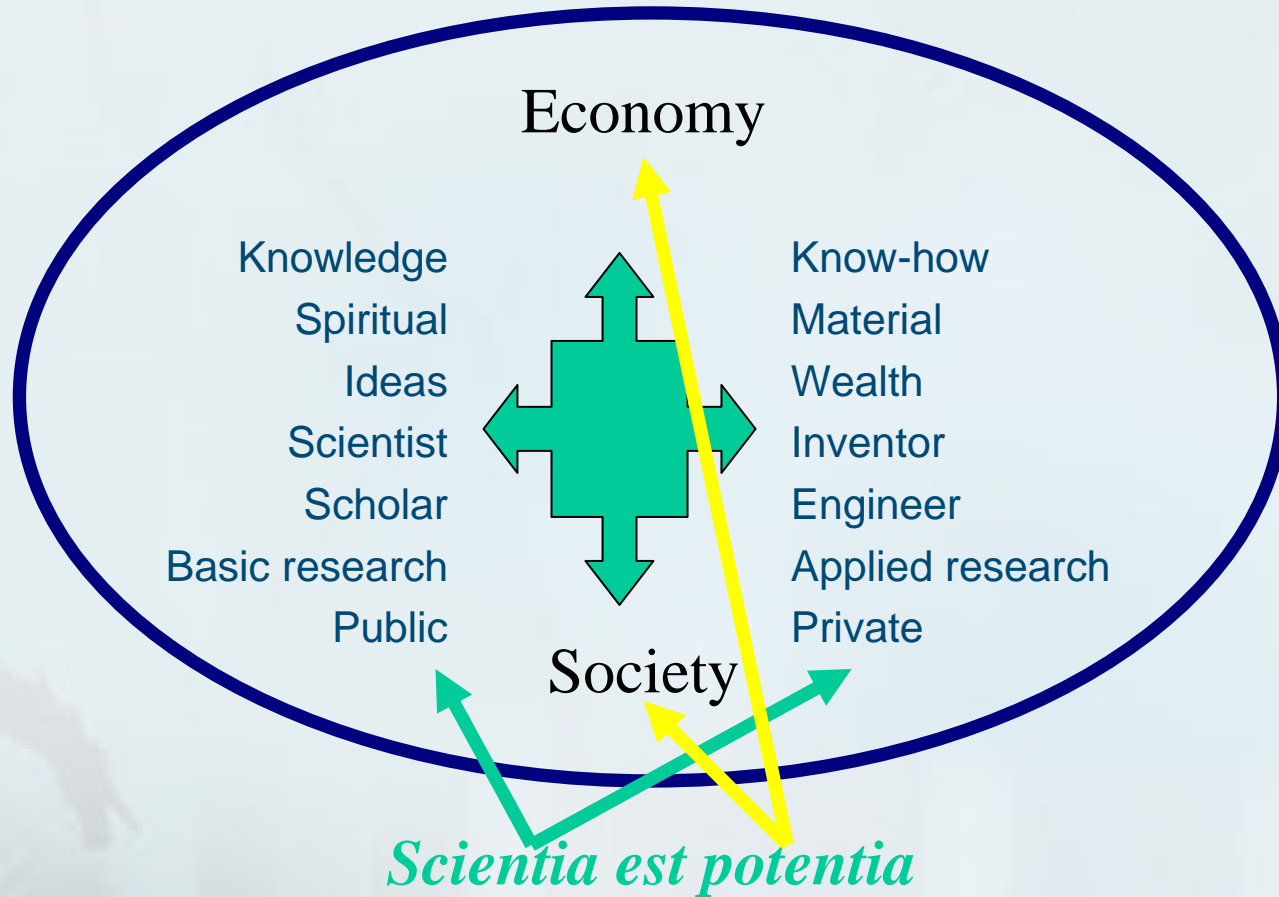 Economy
Knowledge
Spiritual
Ideas
Scientist
Scholar
Basic research
Public
Know-how
Material
Wealth
Inventor
Engineer
Applied research
Private
Society
Scientia est potentia